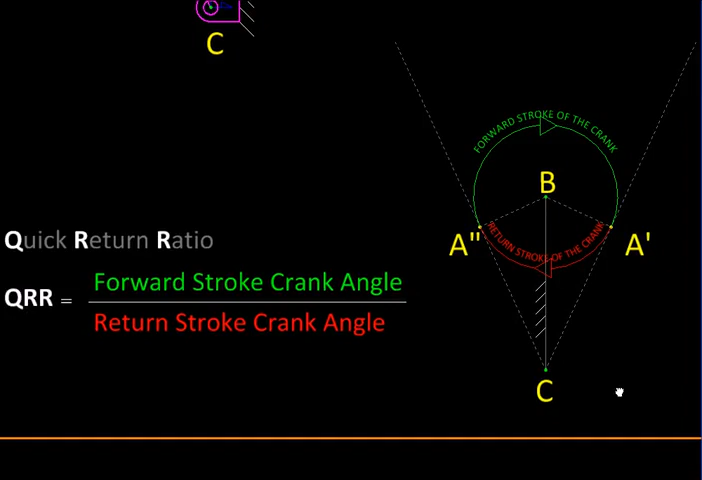 C
FORWARD STROKE OF THE CRANK
B
A" A'
RETURN STROKE OF THE CRANK
Quick Return Ratio
QRR = Forward Stroke Crank Angle
Return Stroke Crank Angle
C